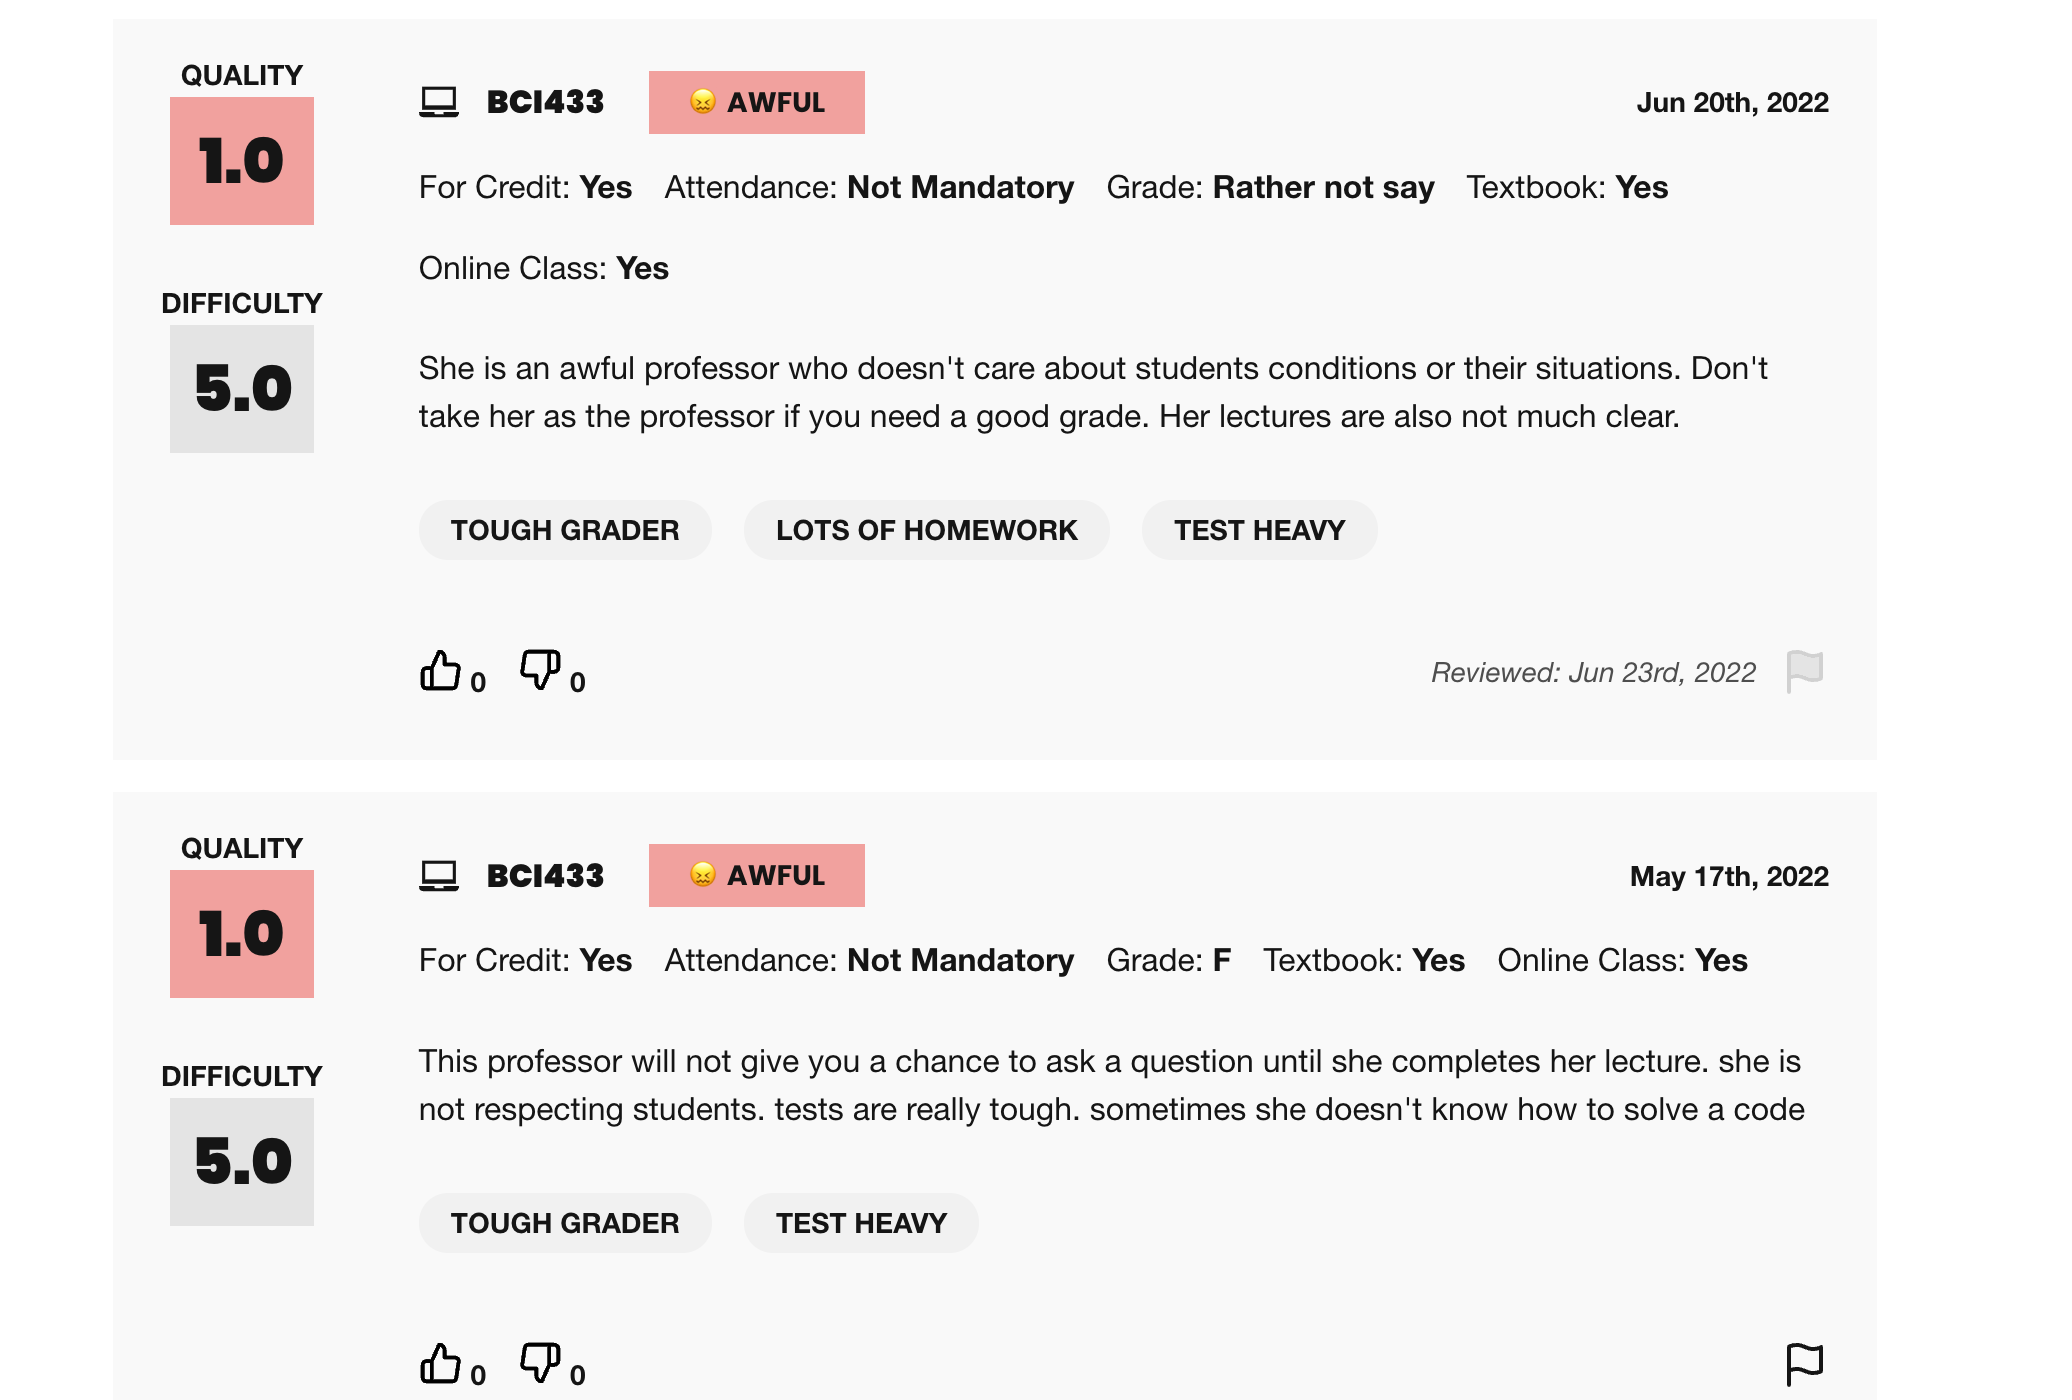 QUALITY
1.0
DIFFICULTY
5.0
BCI433 😖 AWFUL Jun 20th, 2022
For Credit: Yes Attendance: Not Mandatory Grade: Rather not say Textbook: Yes
Online Class: Yes
She is an awful professor who doesn't care about students conditions or their situations. Don't
take her as the professor if you need a good grade. Her lectures are also not much clear.
TOUGH GRADER LOTS OF HOMEWORK TEST HEAVY
0 0 Reviewed: Jun 23rd, 2022
QUALITY
1.0
DIFFICULTY
5.0
BCI433 😖 AWFUL May 17th, 2022
For Credit: Yes Attendance: Not Mandatory Grade: F Textbook: Yes Online Class: Yes
This professor will not give you a chance to ask a question until she completes her lecture. she is
not respecting students. tests are really tough. sometimes she doesn't know how to solve a code
TOUGH GRADER TEST HEAVY
0 0